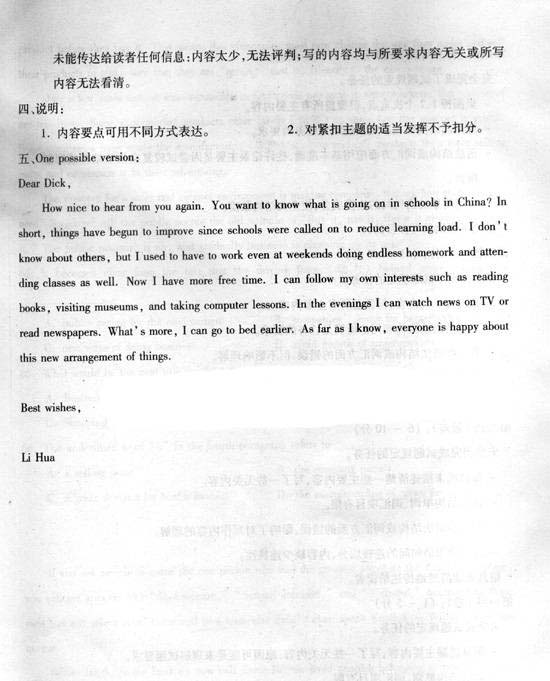 未能传达给读者任何信息:内容太少,无法评判;写的内容均与所要求内容无关或所写
内容无法看清。
四、说明:
1. 内容要点可用不同方式表达。 2. 对紧扣主题的适当发挥不予扣分。
五、One possible version:
Dear Dick,
How nice to hear from you again. You want to know what is going on in schools in China? In
short, things have begun to improve since schools were called on to reduce learning load. I don't
know about others, but I used to have to work even at weekends doing endless homework and atten-
ding classes as well. Now I have more free time. I can follow my own interests such as reading
books, visiting museums, and taking computer lessons. In the evenings I can watch news on TV or
read newspapers. What's more, I can go to bed earlier. As far as I know, everyone is happy about
this new arrangement of things.
Best wishes,
Li Hua